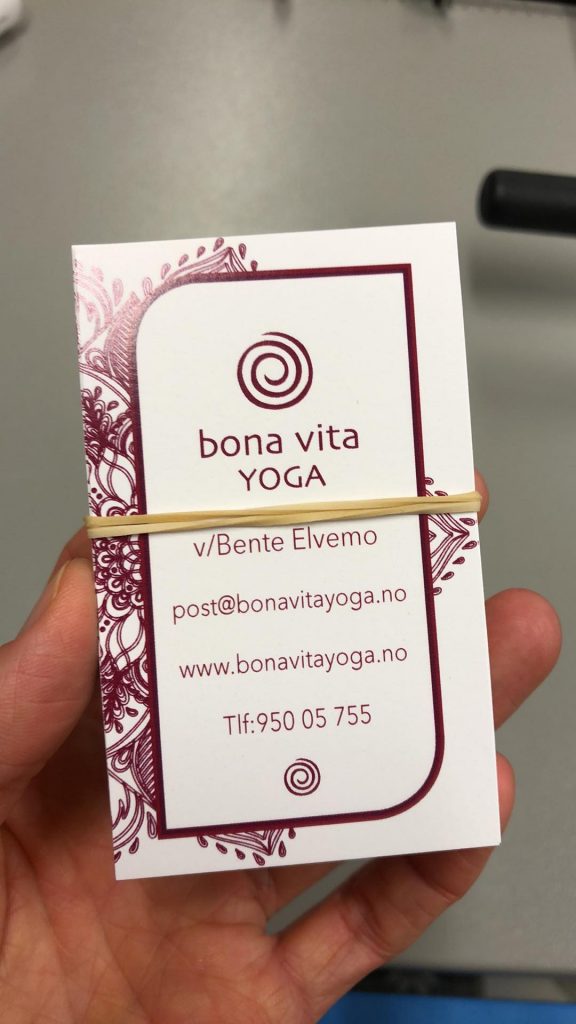 bona vita
YOGA
v/Bente Elvemo
post@bonavitayoga.no
www.bonavitayoga.no
Tlf:950 05 755